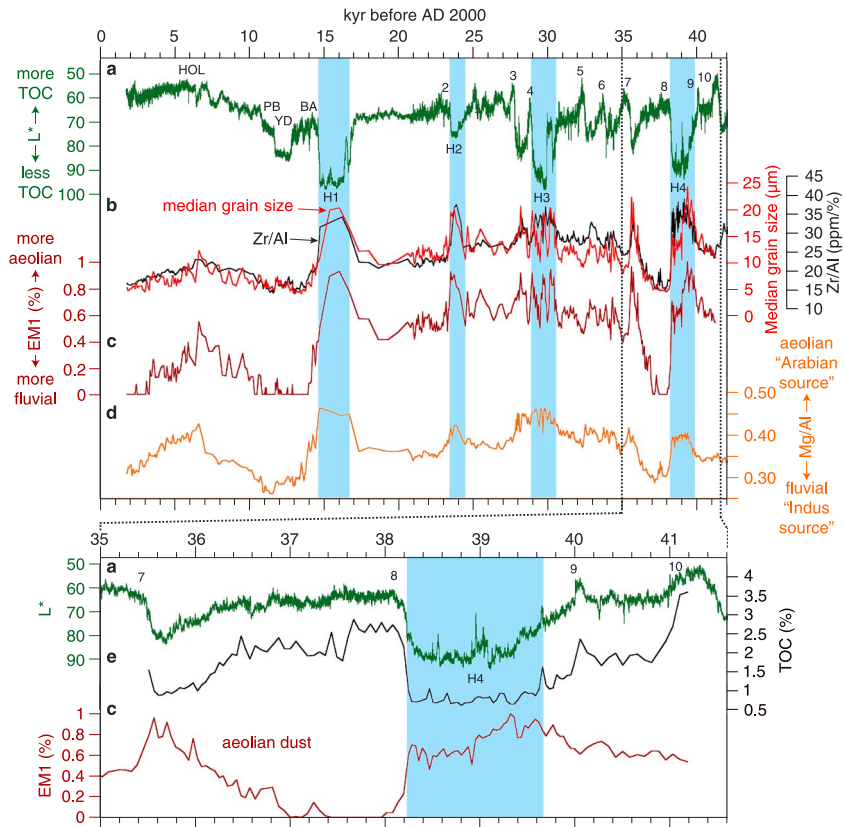 kyr before AD 2000
0 5 10 15 20 25 30 35 40
a
more TOC
L*
less TOC
50
60
70
80
90
100
HOL
PB
YD
BA
2
3
4
5
6
7
8
9
10
H1
H2
H3
H4
b
median grain size
Zr/Al
Median grain size (µm)
25
20
15
10
5
0
Zr/Al (ppm/%)
45
40
35
30
25
20
15
10
more aeolian
EM1 (%)
more fluvial
1
0.8
0.6
0.4
0.2
0
c
d
aeolian
"Arabian
source"
Mg/Al
fluvial
"Indus
source"
0.50
0.40
0.30
35 36 37 38 39 40 41
a
L*
50
60
70
80
90
7
8
9
10
H4
e
TOC (%)
4
3.5
3
2.5
2
1.5
1
0.5
c
EM1 (%)
1
0.8
0.6
0.4
0.2
0
aeolian dust